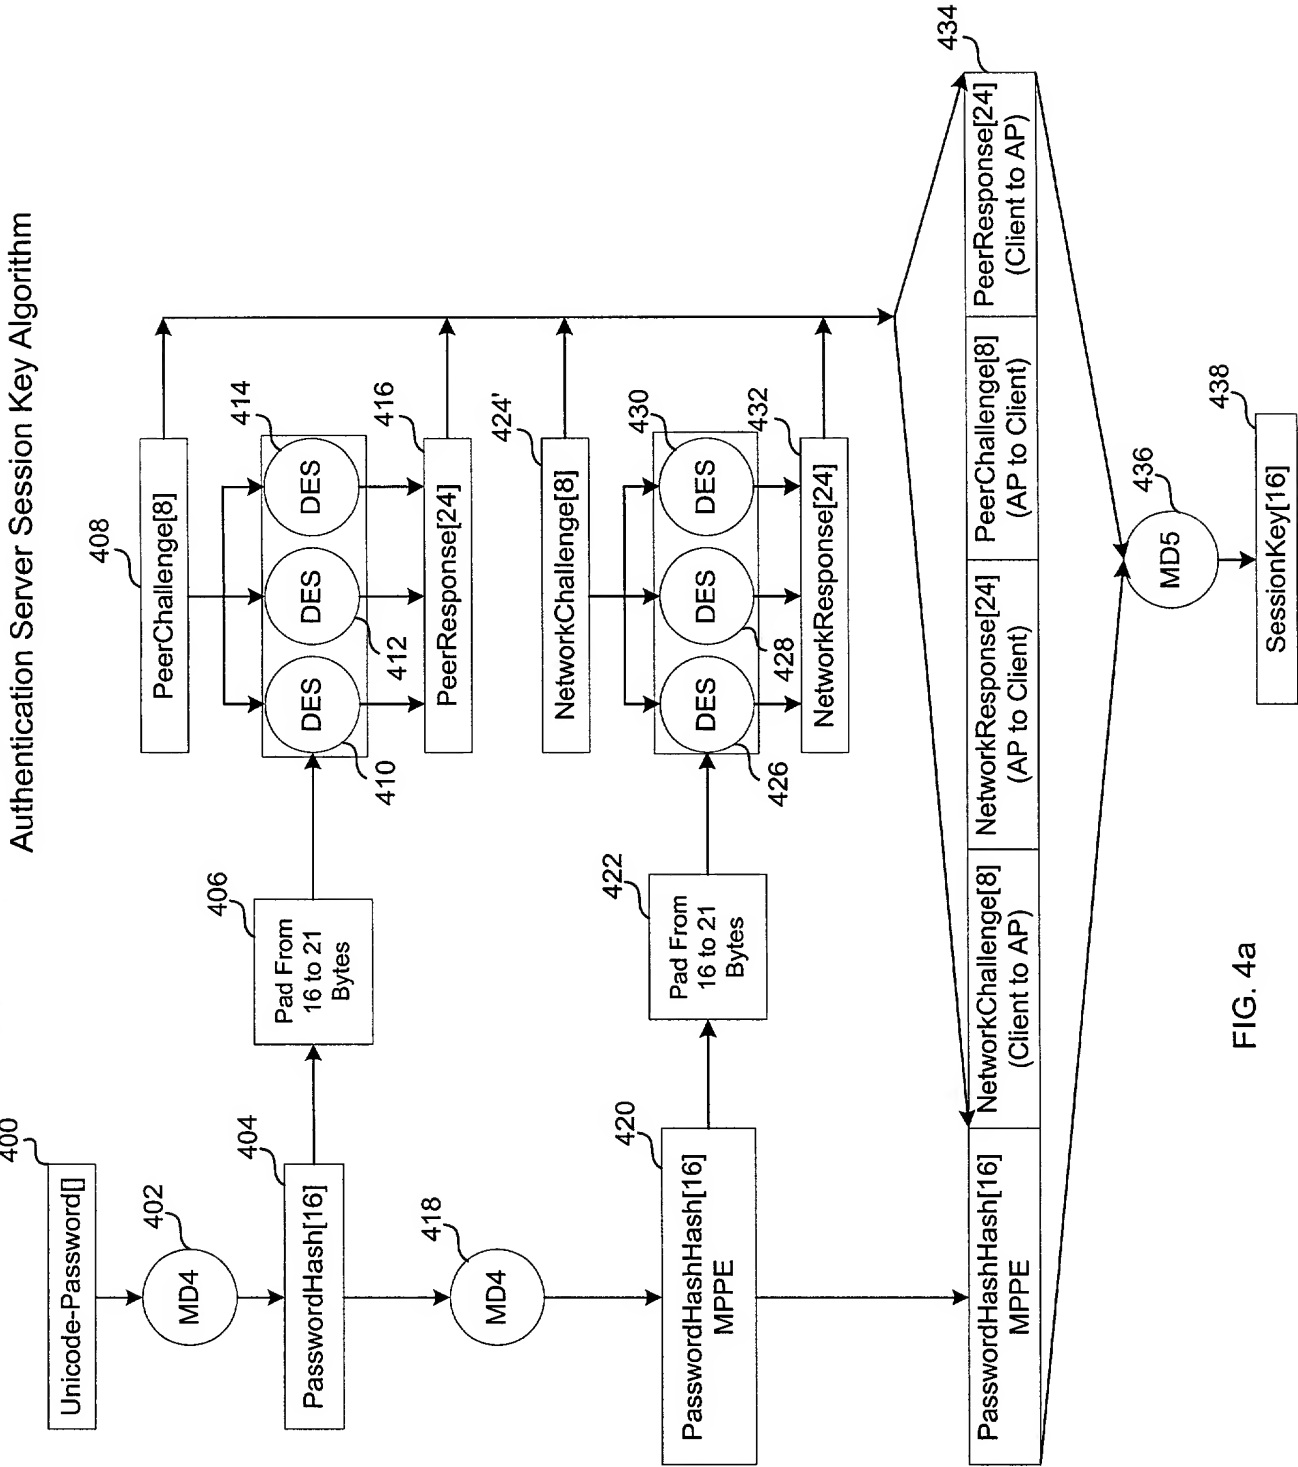 Authentication Server Session Key Algorithm
400
Unicode-Password[]
402
MD4
404
PasswordHash[16]
406
Pad From
16 to 21
Bytes
408
PeerChallenge[8]
410
DES
412
DES
414
DES
416
PeerResponse[24]
418
MD4
420
PasswordHashHash[16]
MPPE
422
Pad From
16 to 21
Bytes
424'
NetworkChallenge[8]
426
DES
428
DES
430
DES
432
NetworkResponse[24]
434
PasswordHashHash[16]
MPPE
NetworkChallenge[8]
(Client to AP)
NetworkResponse[24]
(AP to Client)
PeerChallenge[8]
(AP to Client)
PeerResponse[24]
(Client to AP)
436
MD5
438
SessionKey[16]
FIG. 4a